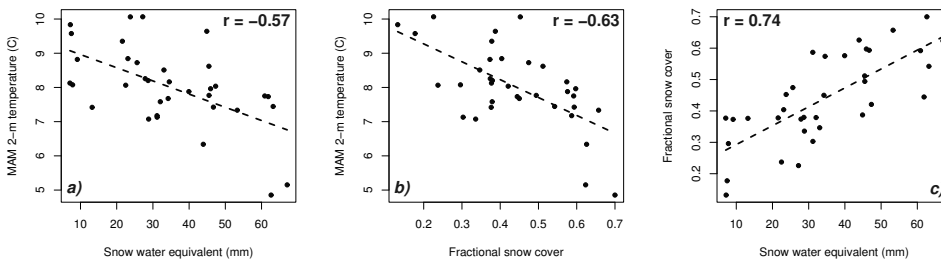 r = −0.57
MAM 2−m temperature (C)
10
9
8
7
6
5
a)
10 20 30 40 50 60
Snow water equivalent (mm)
r = −0.63
MAM 2−m temperature (C)
10
9
8
7
6
5
b)
0.2 0.3 0.4 0.5 0.6 0.7
Fractional snow cover
r = 0.74
Fractional snow cover
0.7
0.6
0.5
0.4
0.3
0.2
c)
10 20 30 40 50 60
Snow water equivalent (mm)